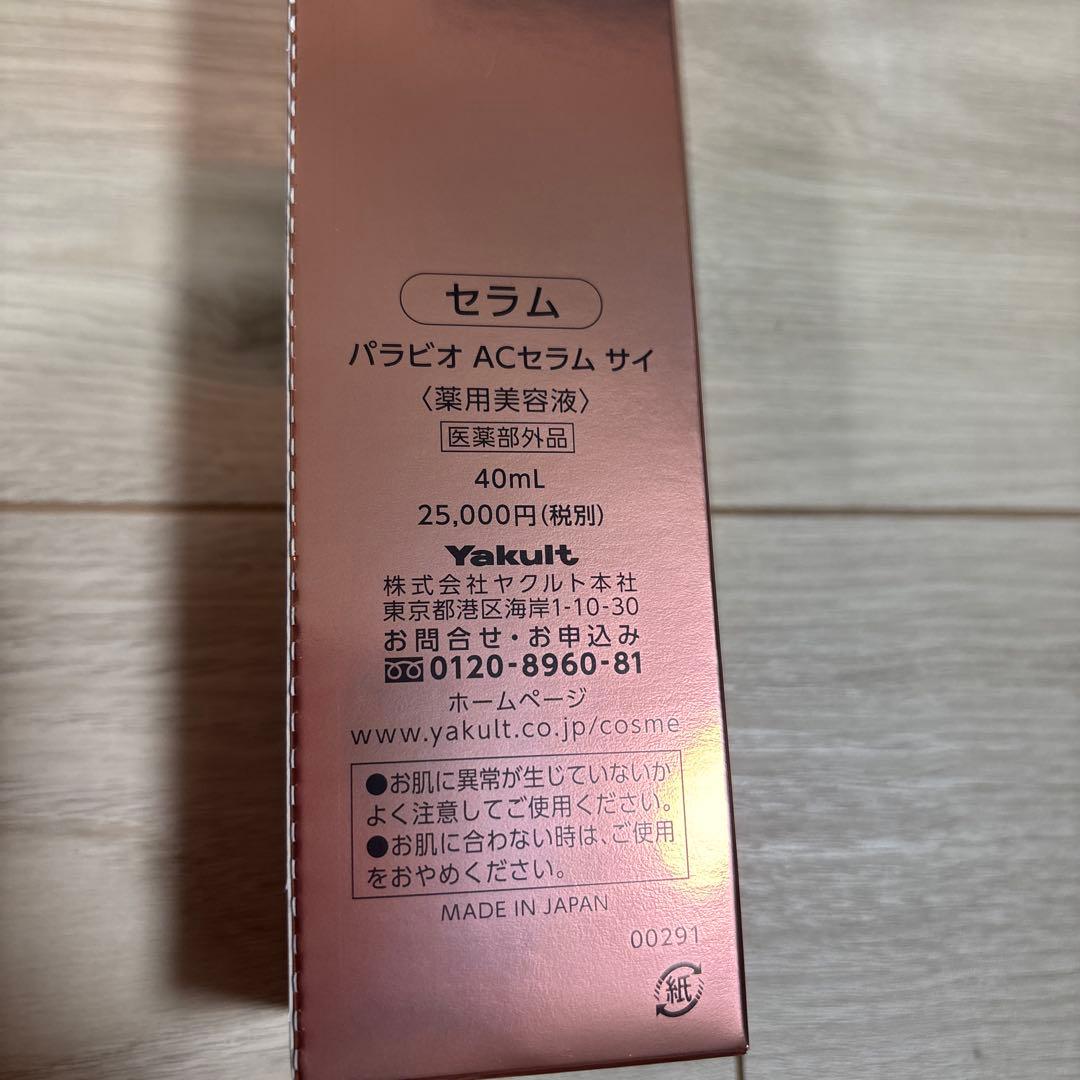 セラム
パラビオ ACセラム サイ
〈薬用美容液〉
医薬部外品
40mL
25,000円(税別)
Yakult
株式会社ヤクルト本社
東京都港区海岸1-10-30
お問合せ・お申込み
0120-8960-81
ホームページ
www.yakult.co.jp/cosme
●お肌に異常が生じていないか
よく注意してご使用ください。
●お肌に合わない時は、ご使用
をおやめください。
MADE IN JAPAN
00291
紙